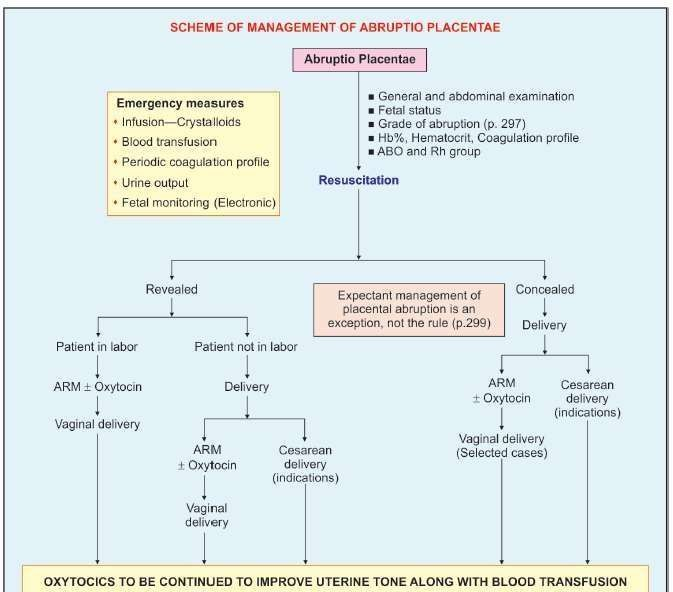 SCHEME OF MANAGEMENT OF ABRUPTIO PLACENTAE
Abruptio Placentae
Emergency measures
♦ Infusion—Crystalloids
♦ Blood transfusion
♦ Periodic coagulation profile
♦ Urine output
♦ Fetal monitoring (Electronic)
■ General and abdominal examination
■ Fetal status
■ Grade of abruption (p. 297)
■ Hb%, Hematocrit, Coagulation profile
■ ABO and Rh group
Resuscitation
Revealed
Expectant management of
placental abruption is an
exception, not the rule (p.299)
Concealed
Delivery
Patient in labor
Patient not in labor
ARM ± Oxytocin
Delivery
Vaginal delivery
ARM
± Oxytocin
Vaginal
delivery
Cesarean
delivery
(indications)
ARM
± Oxytocin
Vaginal delivery
(Selected cases)
Cesarean
delivery
(indications)
OXYTOCICS TO BE CONTINUED TO IMPROVE UTERINE TONE ALONG WITH BLOOD TRANSFUSION